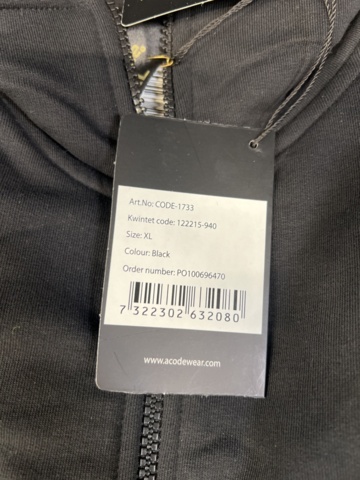 Art.No: CODE-1733
Kwintet code: 122215-940
Size: XL
Colour: Black
Order number: PO100696470
7 322302 632080
www.acodewear.com